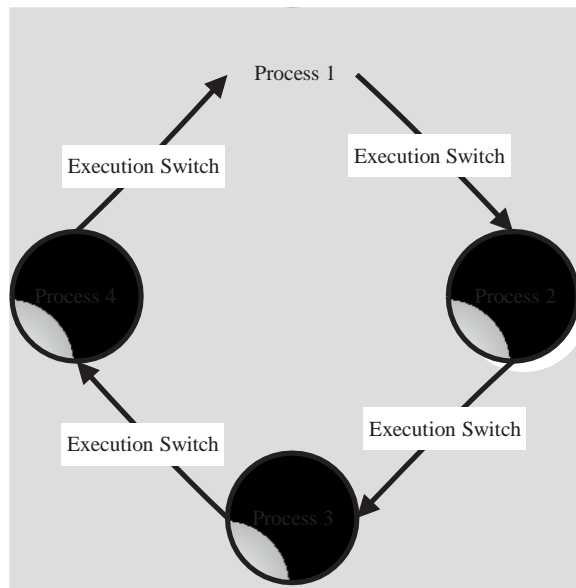 Process 1
Execution Switch
Execution Switch
Process 4
Process 2
Execution Switch
Execution Switch
Process 3